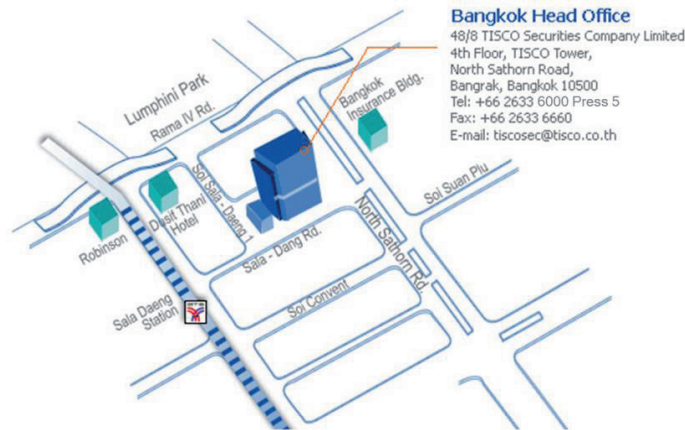 Bangkok Head Office
48/8 TISCO Securities Company Limited
4th Floor, TISCO Tower,
North Sathorn Road,
Bangrak, Bangkok 10500
Tel: +66 2633 6000 Press 5
Fax: +66 2633 6660
E-mail: tiscosec@tisco.co.th
Lumphini Park
Rama IV Rd.
Bangkok
Insurance Bldg.
Soi Suan Plu
Soi Sala - Daeng 1
Dusit Thani
Hotel
Robinson
North Sathorn Rd.
Sala - Dang Rd.
Soi Convent
Sala Daeng
Station